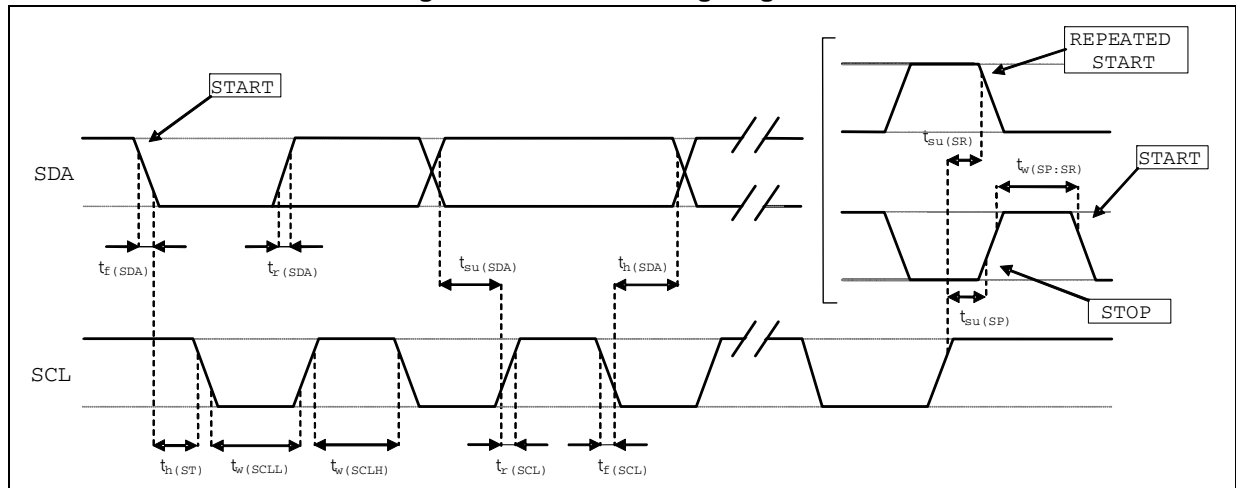 REPEATED
START
START
SDA
t_su(SR)
t_w(SP:SR)
START
t_f(SDA)
t_r(SDA)
t_su(SDA)
t_h(SDA)
t_su(SP)
STOP
SCL
t_h(ST)
t_w(SCLL)
t_w(SCLH)
t_r(SCL)
t_f(SCL)